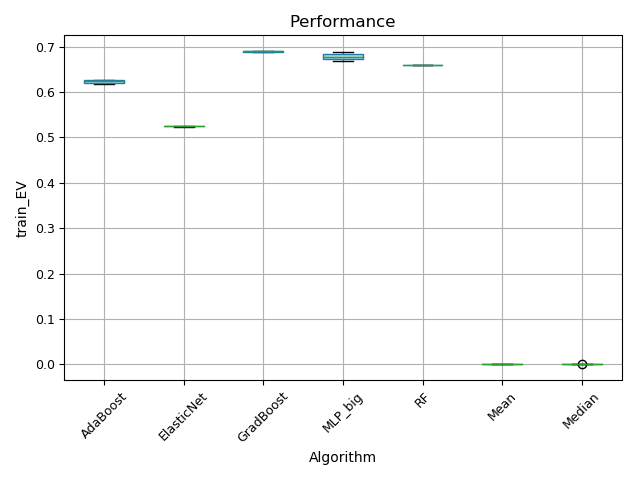 Performance
train_EV
0.7
0.6
0.5
0.4
0.3
0.2
0.1
0.0
AdaBoost
ElasticNet
GradBoost
MLP_big
RF
Mean
Median
Algorithm